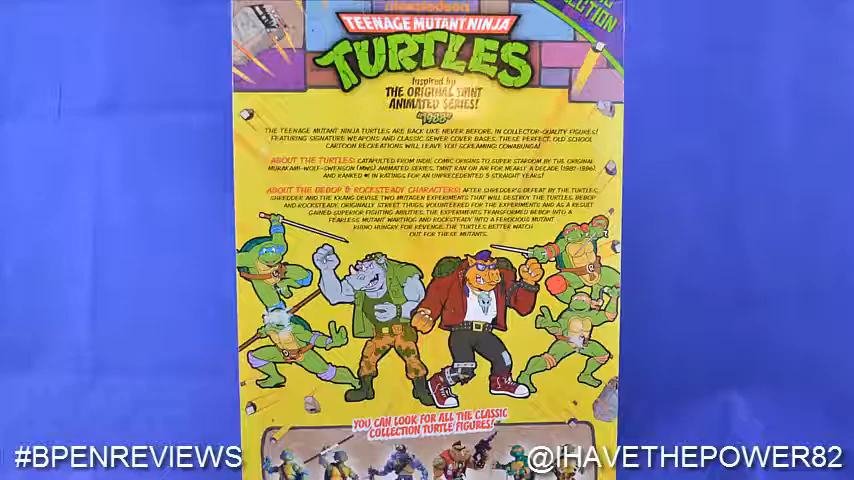 nickelodeon
COLLECTION
TEENAGE MUTANT NINJA
TURTLES
Inspired by
THE ORIGINAL TMNT
ANIMATED SERIES!
"1988"
THE TEENAGE MUTANT NINJA TURTLES ARE BACK LIKE NEVER BEFORE, IN COLLECTOR-QUALITY FIGURES!
FEATURING SIGNATURE WEAPONS AND CLASSIC SEWER COVER BASES, THESE PERFECT, OLD SCHOOL
CARTOON RECREATIONS WILL LEAVE YOU SCREAMING COWABUNGA!
ABOUT THE TURTLES: CATAPULTED FROM INDIE COMIC ORIGINS TO SUPER STARDOM BY THE ORIGINAL
MURAKAMI-WOLF-SWENSON (MWS) ANIMATED SERIES, TMNT RAN ON AIR FOR NEARLY A DECADE (1987-1996)
AND RANKED #1 IN RATINGS FOR AN UNPRECEDENTED 5 STRAIGHT YEARS!
ABOUT THE BEBOP & ROCKSTEADY CHARACTERS: AFTER SHREDDER'S DEFEAT BY THE TURTLES,
SHREDDER AND THE KRANG DEVISE TWO MUTAGEN EXPERIMENTS THAT WILL DESTROY THE TURTLES. BEBOP
AND ROCKSTEADY, ORIGINALLY STREET THUGS, VOLUNTEERED FOR THE EXPERIMENTS AND AS A RESULT
GAINED SUPERIOR FIGHTING ABILITIES. THE EXPERIMENTS TRANSFORMED BEBOP INTO A
FEARLESS MUTANT WARTHOG AND ROCKSTEADY INTO A FEROCIOUS MUTANT
RHINO HUNGRY FOR REVENGE. THE TURTLES BETTER WATCH
OUT FOR THESE MUTANTS.
YOU CAN LOOK FOR ALL THE CLASSIC
COLLECTION TURTLE FIGURES!
#BPENREVIEWS
@IHAVETHEPOWER82